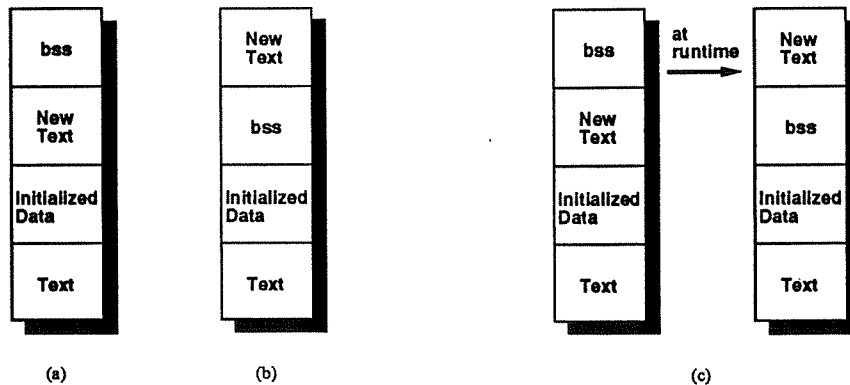 bss
New
Text
Initialized
Data
Text
(a)
New
Text
bss
Initialized
Data
Text
(b)
bss
New
Text
Initialized
Data
Text
at
runtime
New
Text
bss
Initialized
Data
Text
(c)